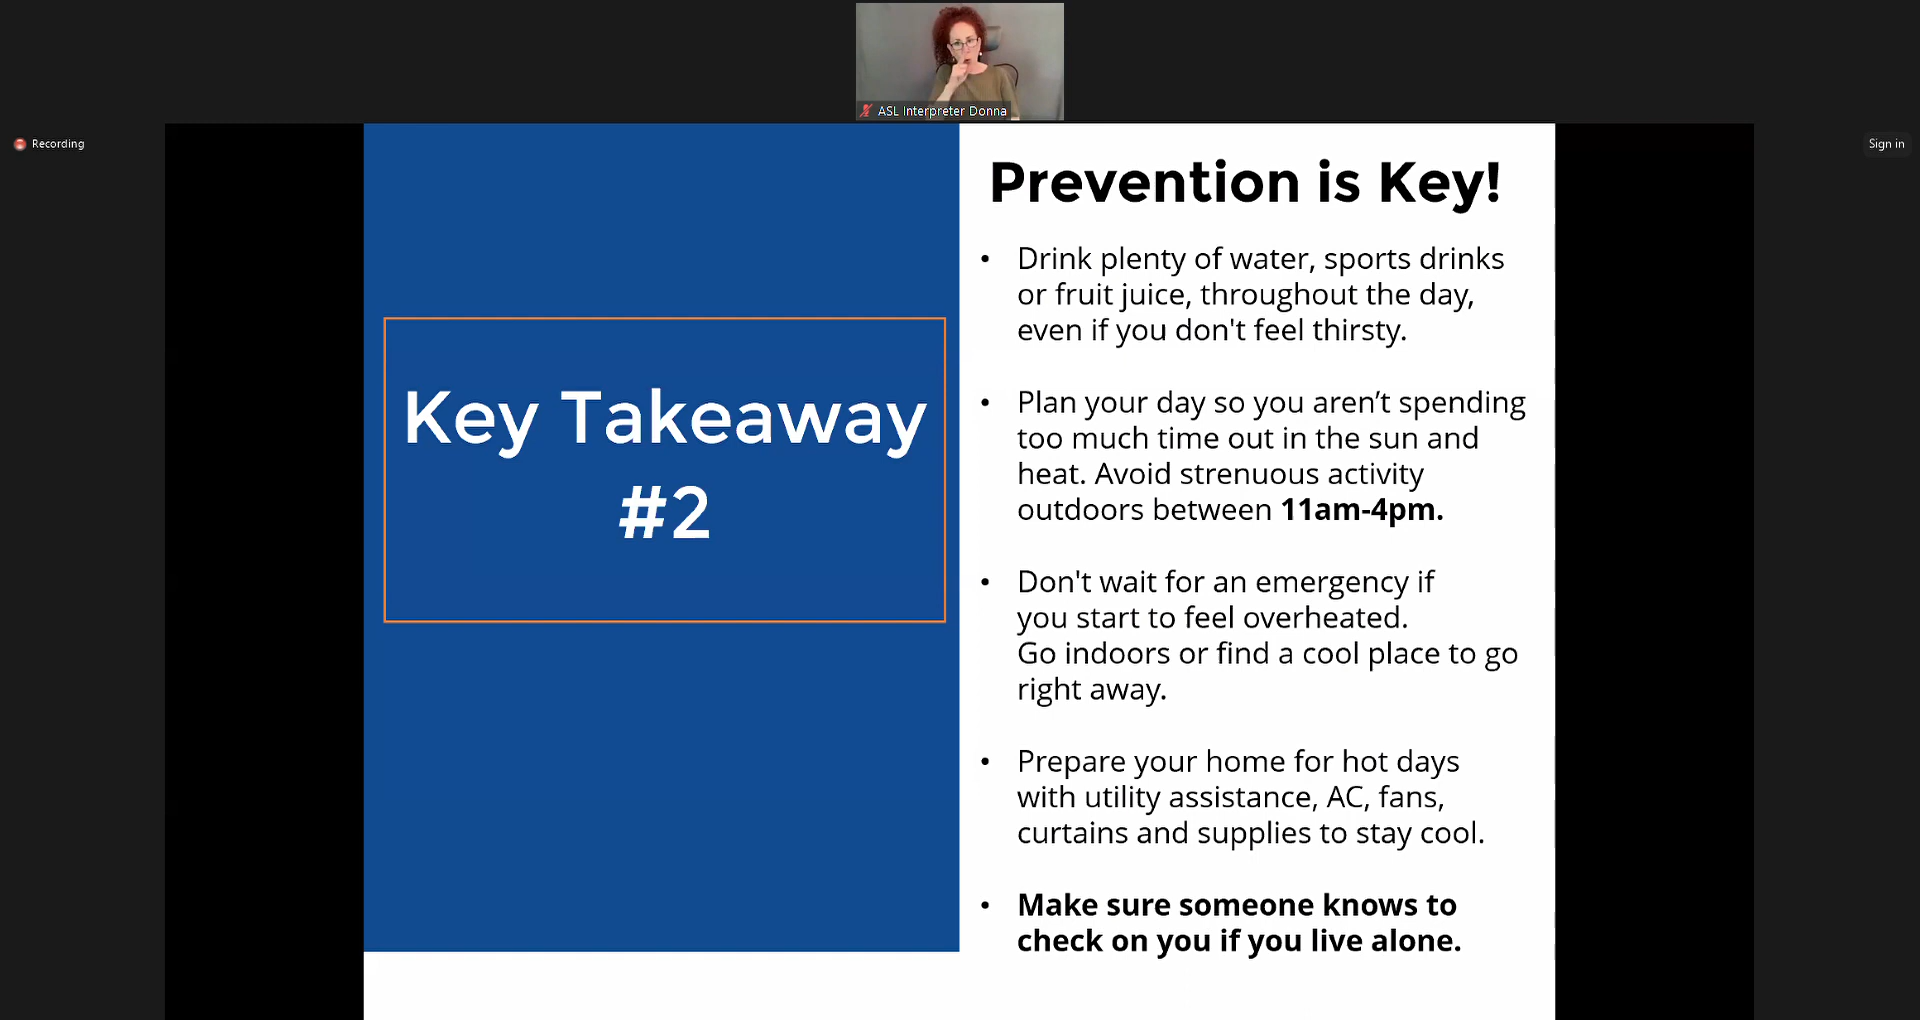 ASL Interpreter Donna
Recording
Sign in
Key Takeaway
#2
Prevention is Key!
• Drink plenty of water, sports drinks
or fruit juice, throughout the day,
even if you don't feel thirsty.
• Plan your day so you aren’t spending
too much time out in the sun and
heat. Avoid strenuous activity
outdoors between 11am-4pm.
• Don't wait for an emergency if
you start to feel overheated.
Go indoors or find a cool place to go
right away.
• Prepare your home for hot days
with utility assistance, AC, fans,
curtains and supplies to stay cool.
• Make sure someone knows to
check on you if you live alone.